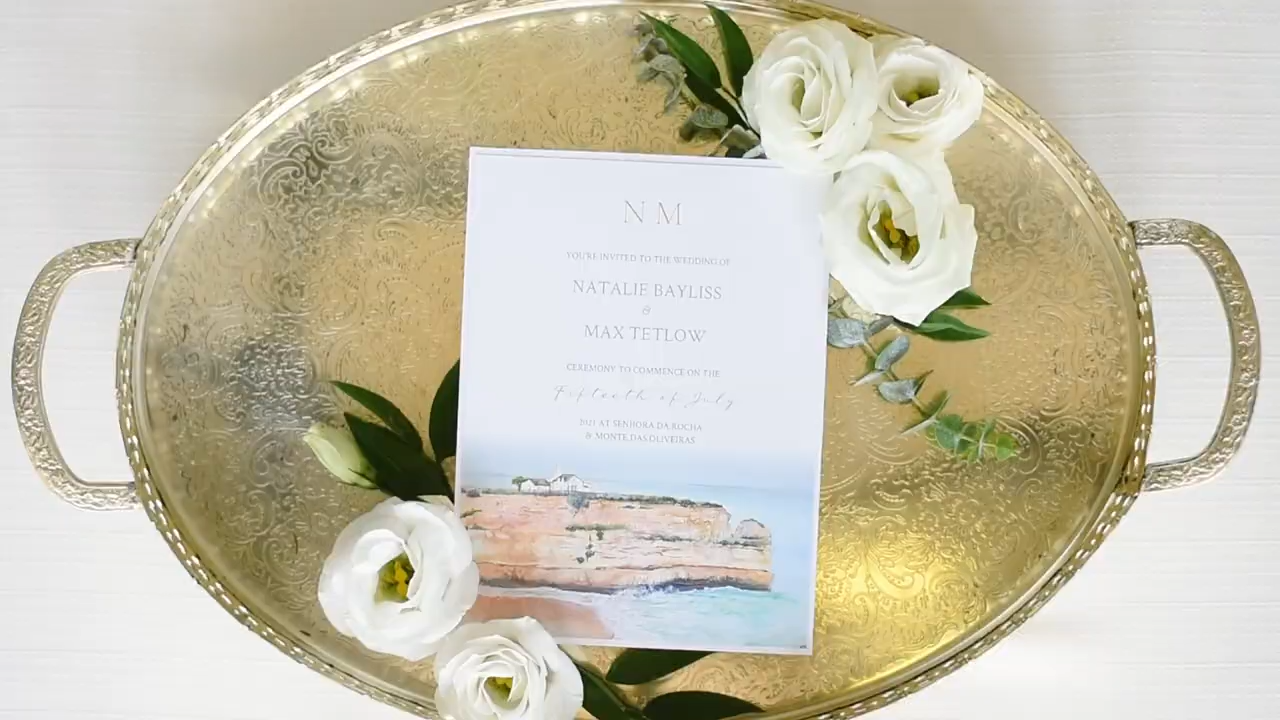 N M
YOU'RE INVITED TO THE WEDDING OF
NATALIE BAYLISS
&
MAX TETLOW
CEREMONY TO COMMENCE ON THE
Fifteeth of July
2021 AT SENHORA DA ROCHA
& MONTE DAS OLIVEIRAS